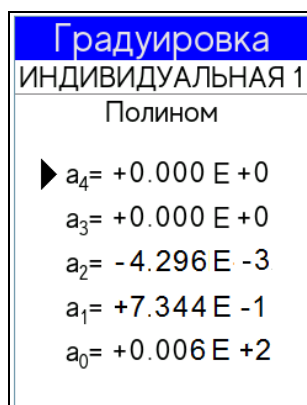 Градуировка
ИНДИВИДУАЛЬНАЯ 1
Полином
a₄= +0.000 E +0
a₃= +0.000 E +0
a₂= -4.296 E -3
a₁= +7.344 E -1
a₀= +0.006 E +2